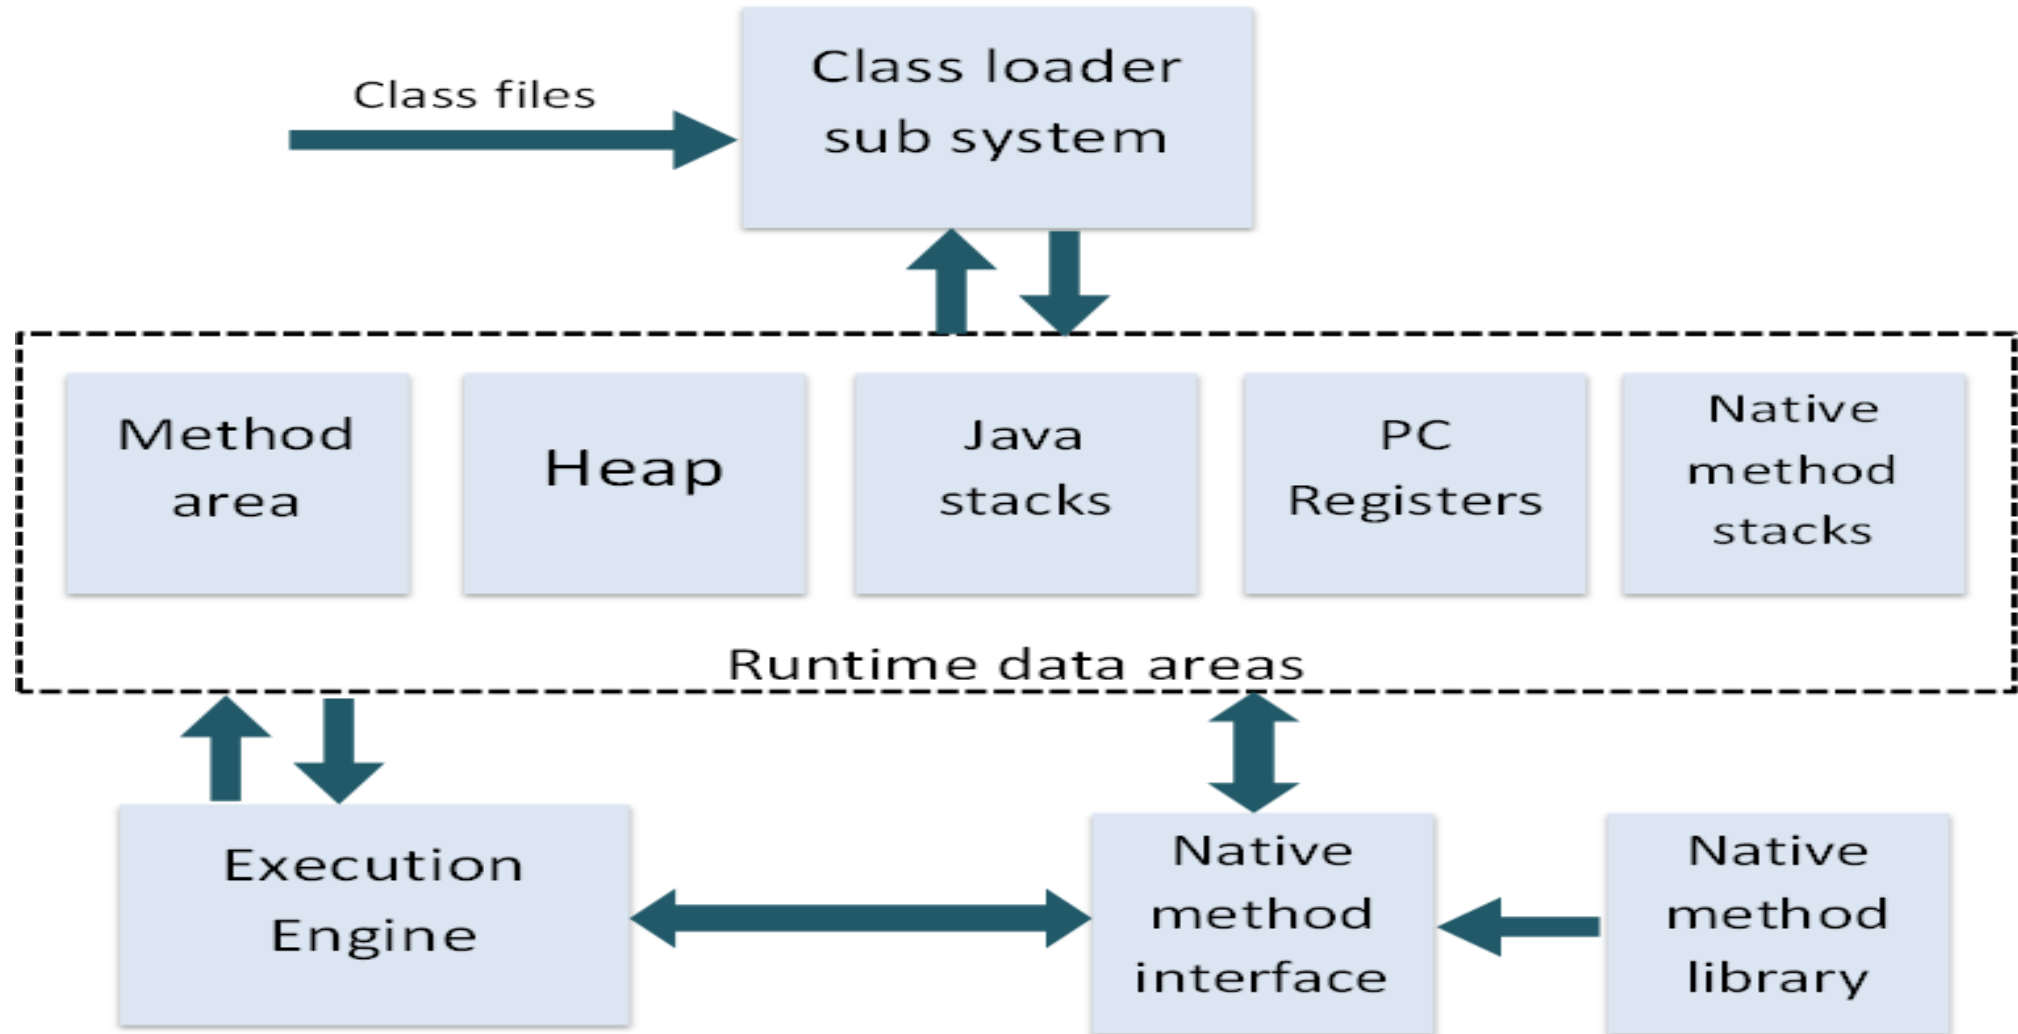 Class files
Class loader
sub system
Method
area
Heap
Java
stacks
PC
Registers
Native
method
stacks
Runtime data areas
Execution
Engine
Native
method
interface
Native
method
library